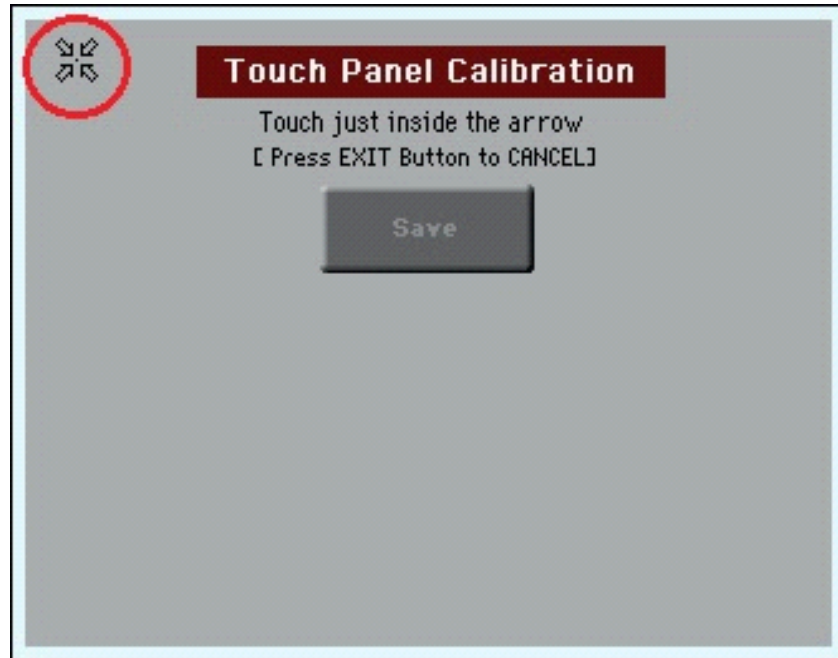 Touch Panel Calibration
Touch just inside the arrow
[ Press EXIT Button to CANCEL]
Save